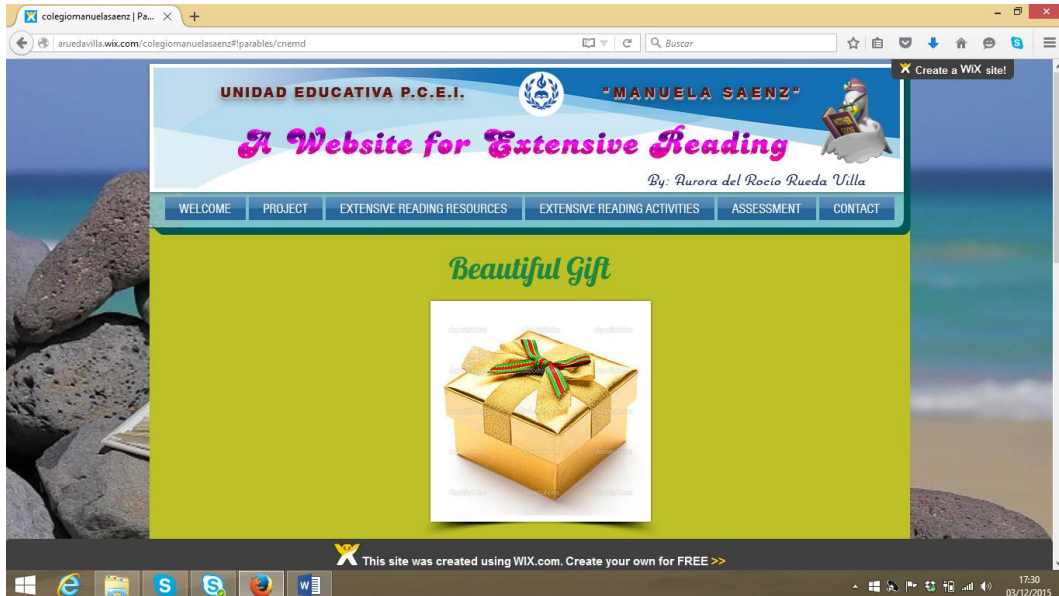 colegiomanuelasaenz | Pa...
aruedavilla.wix.com/colegiomanuelasaenz#!parables/cnemd
Buscar
Create a WiX site!
UNIDAD EDUCATIVA P.C.E.I. "MANUELA SAENZ"
A Website for Extensive Reading
By: Aurora del Rocío Rueda Villa
WELCOME PROJECT EXTENSIVE READING RESOURCES EXTENSIVE READING ACTIVITIES ASSESSMENT CONTACT
Beautiful Gift
depositphotos depositphotos
This site was created using WIX.com. Create your own for FREE >>
17:30
03/12/2015